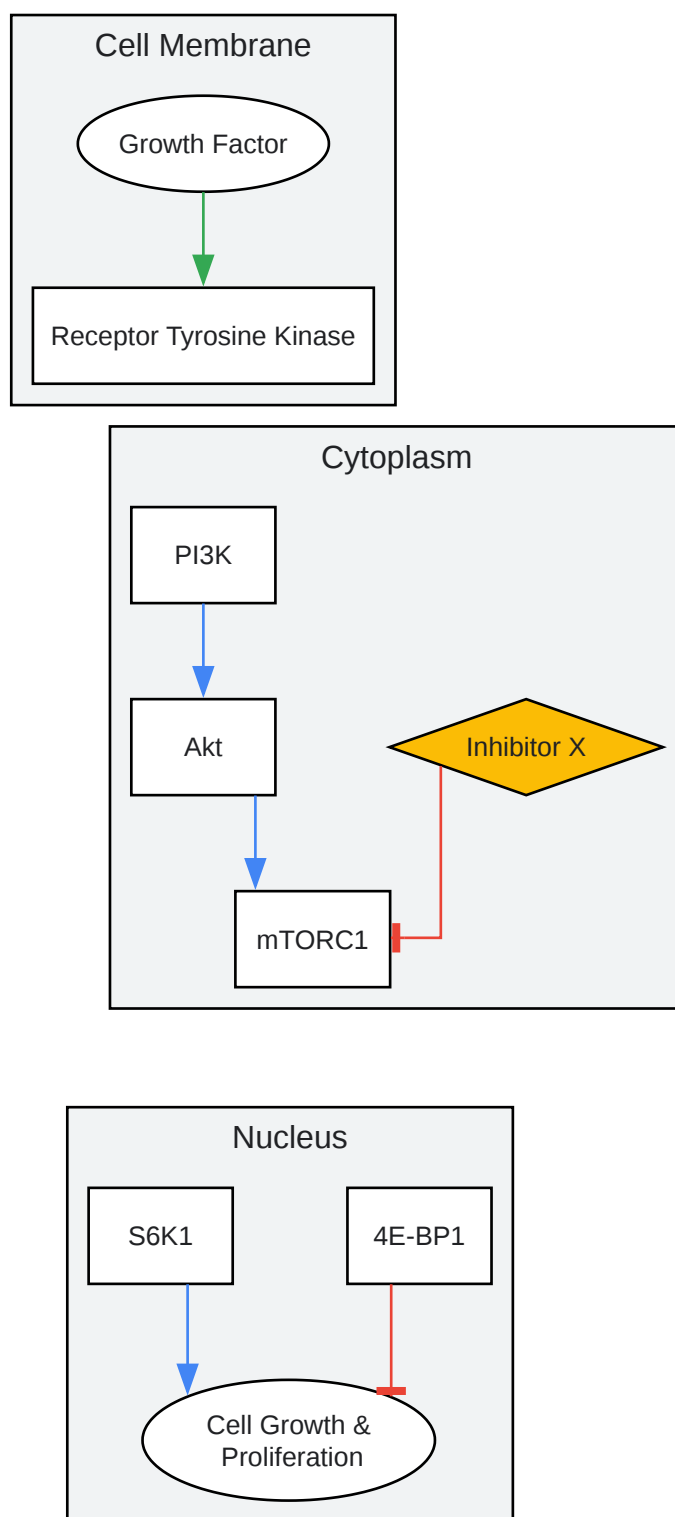 Cell Membrane
Growth Factor
Receptor Tyrosine Kinase
Cytoplasm
PI3K
Akt
Inhibitor X
mTORC1
Nucleus
S6K1
4E-BP1
Cell Growth &
Proliferation